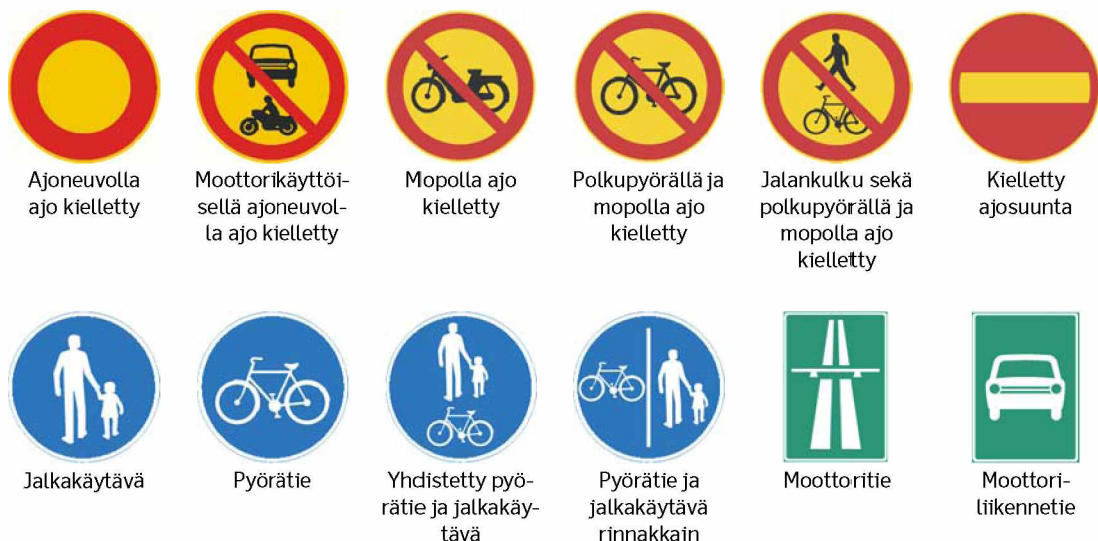 Ajoneuvolla
ajo kielletty
Moottorikäyttöi-
sellä ajoneuvol-
la ajo kielletty
Mopolla ajo
kielletty
Polkupyörällä ja
mopolla ajo
kielletty
Jalankulku sekä
polkupyörällä ja
mopolla ajo
kielletty
Kielletty
ajosuunta
Jalkakäytävä
Pyörätie
Yhdistetty pyö-
rätie ja jalkakäy-
tävä
Pyörätie ja
jalkakäytävä
rinnakkain
Moottoritie
Moottori-
liikennetie